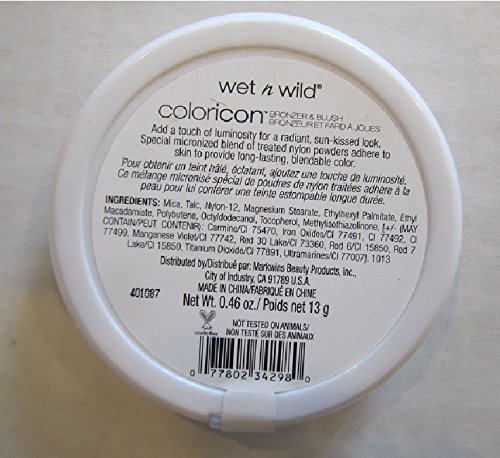 wet n wild®
coloricon™ BRONZER & BLUSH
BRONZEUR ET FARD À JOUES
Add a touch of luminosity for a radiant, sun-kissed look.
Special micronized blend of treated nylon powders adhere to
skin to provide long-lasting, blendable color.
Pour obtenir un teint hâlé, éclatant, ajoutez une touche de luminosité.
Ce mélange micronisé spécial de poudres de nylon traitées adhère à la
peau pour lui conférer une teinte estompable longue tenue.
INGREDIENTS: Mica, Talc, Nylon-12, Magnesium Stearate, Ethylhexyl Palmitate, Ethyl
Macadamiate, Polybutene, Octyldodecanol, Tocopherol, Methylisothiazolinone. [+/- (MAY
CONTAIN/PEUT CONTENIR): Carmine/CI 75470, Iron Oxides/CI 77491, CI 77492, CI
77499, Manganese Violet/CI 77742, Red 30 Lake/CI 73360, Red 6/CI 15850, Red 7
Lake/CI 15850, Titanium Dioxide/CI 77891, Ultramarines/CI 77007]. 1013
Distributed by/Distribué par: Markwins Beauty Products, Inc.,
City of Industry, CA 91789 U.S.A.
MADE IN CHINA/FABRIQUÉ EN CHINE
401087
Net Wt. 0.46 oz./ Poids net 13 g
NOT TESTED ON ANIMALS/
NON TESTÉ SUR DES ANIMAUX
crueltyfree
0 77802 34298 0